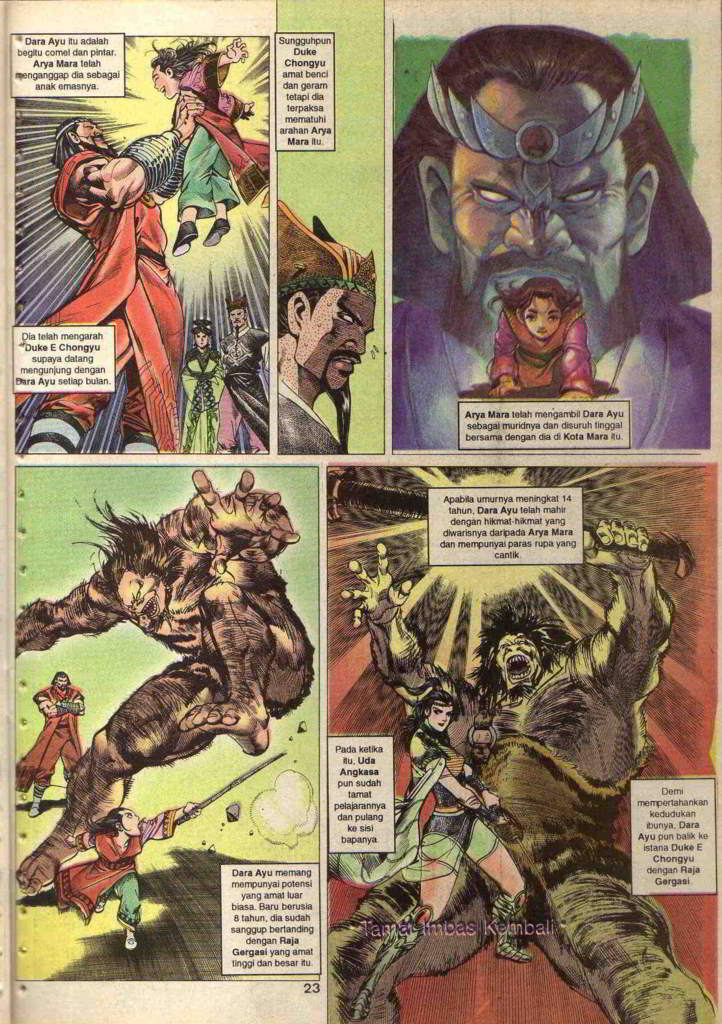 Dara Ayu itu adalah
begitu comel dan pintar.
Arya Mara telah
menganggap dia sebagai
anak emasnya.
Sungguhpun
Duke
Chongyu
amat benci
dan geram
tetapi dia
terpaksa
mematuhi
arahan Arya
Mara itu.
Dia telah mengarah
Duke E Chongyu
supaya datang
mengunjung dengan
Dara Ayu setiap bulan.
Arya Mara telah mengambil Dara Ayu
sebagai muridnya dan disuruh tinggal
bersama dengan dia di Kota Mara itu.
Dara Ayu memang
mempunyai potensi
yang amat luar
biasa. Baru berusia
8 tahun, dia sudah
sanggup bertanding
dengan Raja
Gergasi yang amat
tinggi dan besar itu.
Apabila umurnya meningkat 14
tahun, Dara Ayu telah mahir
dengan hikmat-hikmat yang
diwarisnya daripada Arya Mara
dan mempunyai paras rupa yang
cantik.
Pada ketika
itu, Uda
Angkasa
pun sudah
tamat
pelajarannya
dan pulang
ke sisi
bapanya.
Demi
mempertahankan
kedudukan
ibunya, Dara
Ayu pun balik ke
istana Duke E
Chongyu
dengan Raja
Gergasi.
Tamat Imbas Kembali
23